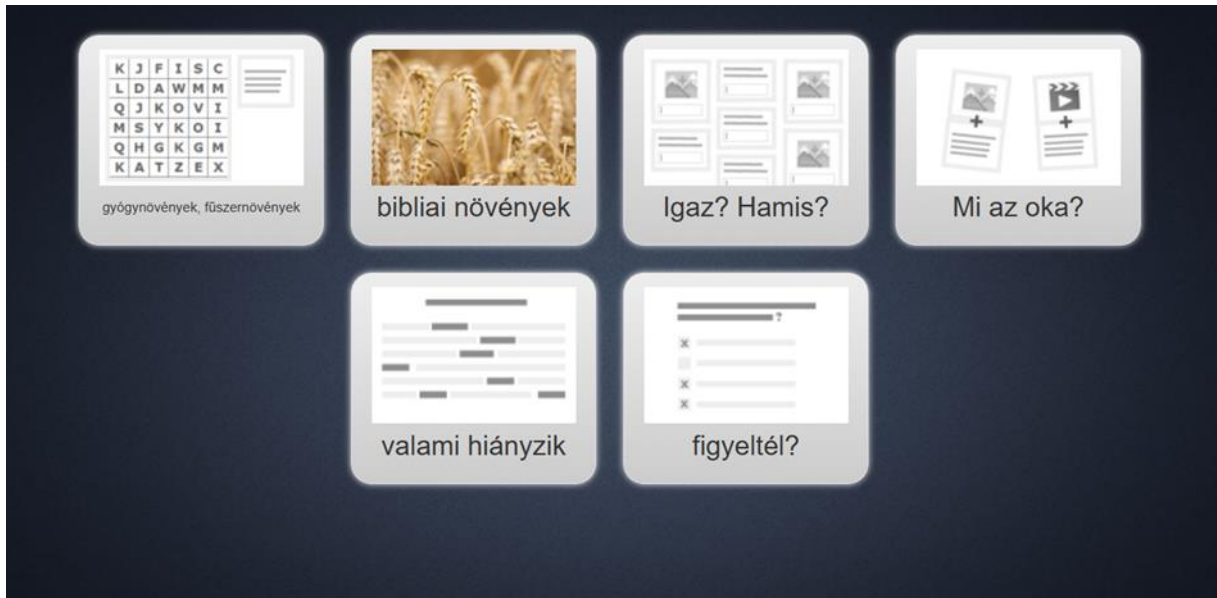 K J F I S C
L D A W M M
Q J K O V I
M S Y K O I
Q H G K G M
K A T Z E X
gyógynövények, fűszernövények
bibliai növények
Igaz? Hamis?
Mi az oka?
?
X
X
X
valami hiányzik
figyeltél?